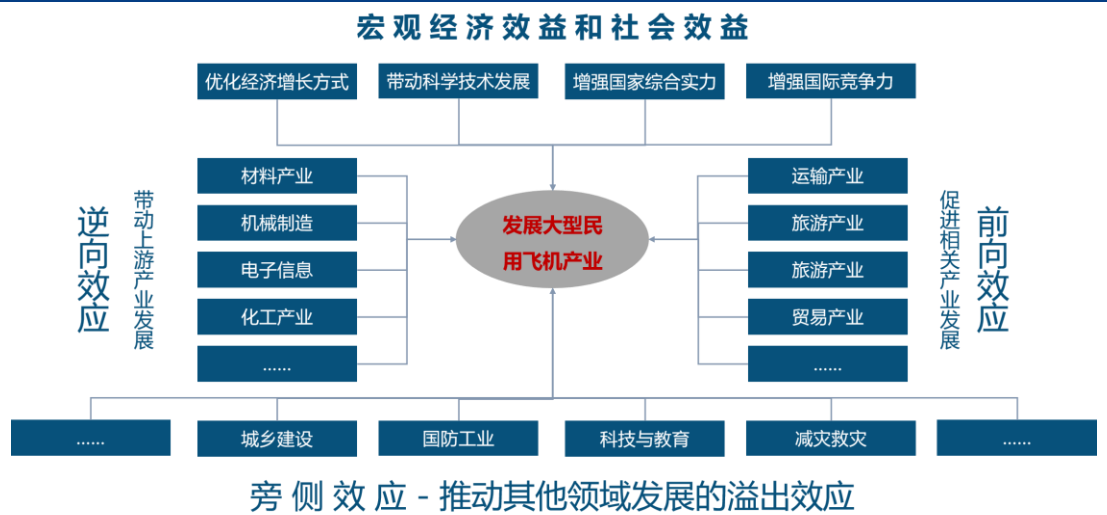 宏观经济效益和社会效益
优化经济增长方式
带动科学技术发展
增强国家综合实力
增强国际竞争力
逆向效应
带动上游产业发展
材料产业
机械制造
电子信息
化工产业
......
发展大型民
用飞机产业
运输产业
旅游产业
旅游产业
贸易产业
......
促进相关产业发展
前向效应
......
城乡建设
国防工业
科技与教育
减灾救灾
......
旁侧效应-推动其他领域发展的溢出效应